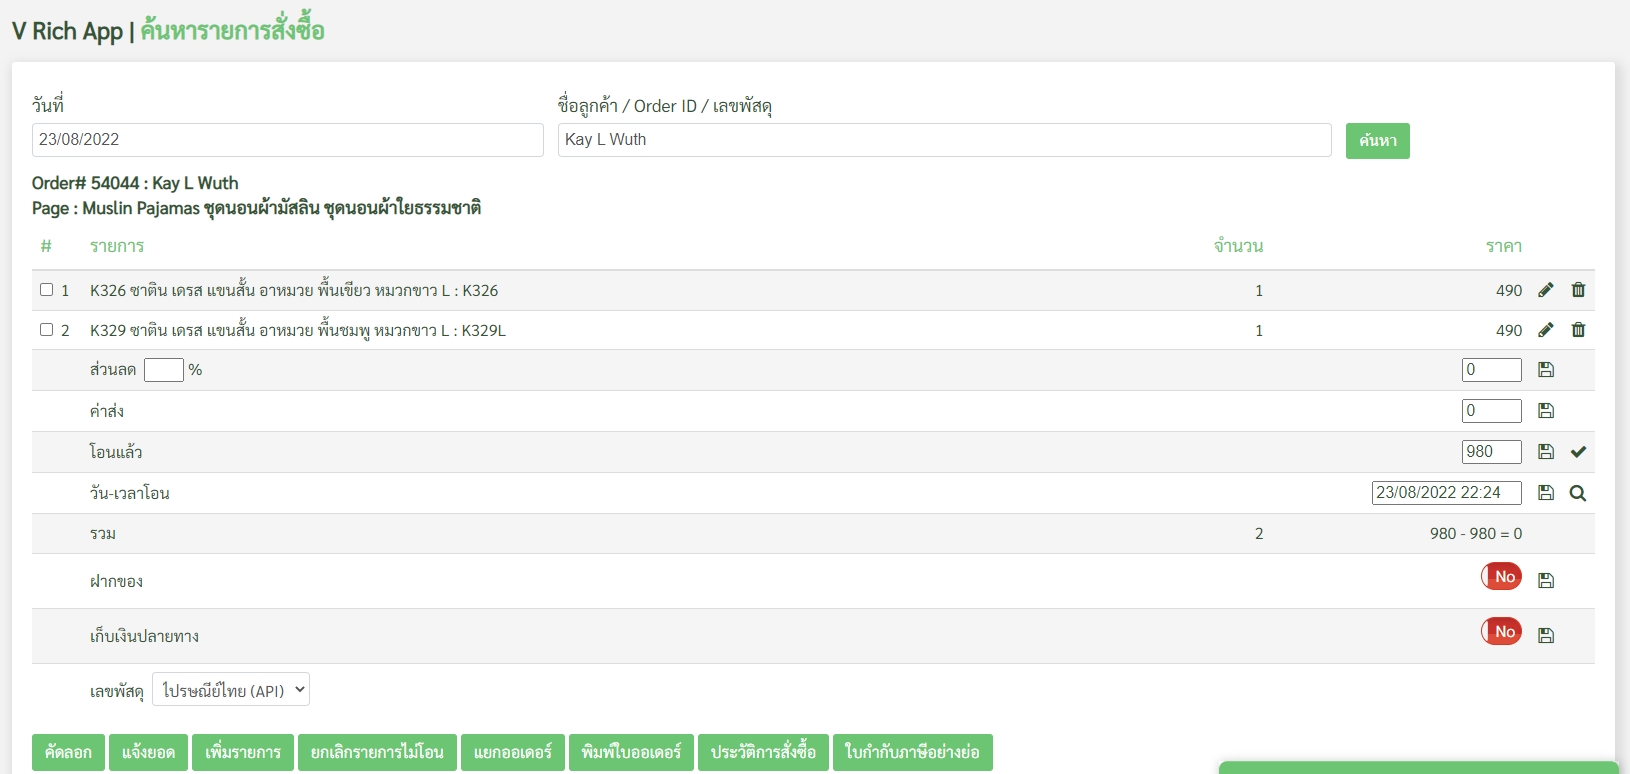 V Rich App | ค้นหารายการสั่งซื้อ
วันที่ ชื่อลูกค้า / Order ID / เลขพัสดุ
23/08/2022 Kay L Wuth ค้นหา
Order# 54044 : Kay L Wuth
Page : Muslin Pajamas ชุดนอนผ้ามัสลิน ชุดนอนผ้าใยธรรมชาติ
# รายการ จำนวน ราคา
1 K326 ซาติน เดรส แขนสั้น อาหมวย พื้นเขียว หมวกขาว L : K326 1 490
2 K329 ซาติน เดรส แขนสั้น อาหมวย พื้นชมพู หมวกขาว L : K329L 1 490
ส่วนลด % 0
ค่าส่ง 0
โอนแล้ว 980
วัน-เวลาโอน 23/08/2022 22:24
รวม 2 980 - 980 = 0
ฝากของ No
เก็บเงินปลายทาง No
เลขพัสดุ ไปรษณีย์ไทย (API)
คัดลอก แจ้งยอด เพิ่มรายการ ยกเลิกรายการไม่โอน แยกออเดอร์ พิมพ์ใบออเดอร์ ประวัติการสั่งซื้อ ใบกำกับภาษีอย่างย่อ